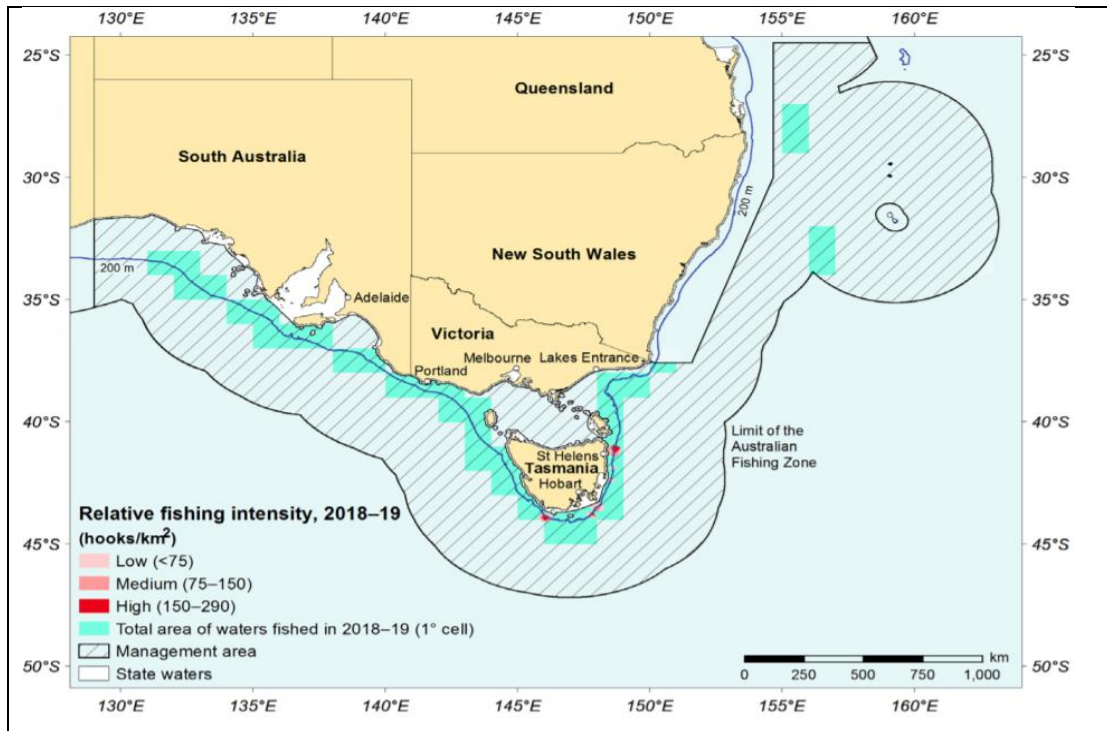 130°E 135°E 140°E 145°E 150°E 155°E 160°E
25°S 25°S
Queensland
South Australia
30°S 30°S
200 m
New South Wales
200 m
35°S 35°S
Adelaide
Victoria
Melbourne Lakes Entrance
Portland
40°S 40°S
Limit of the
Australian
Fishing Zone
St Helens
Tasmania
Hobart
Relative fishing intensity, 2018–19
(hooks/km²)
Low (<75)
45°S 45°S
Medium (75–150)
High (150–290)
Total area of waters fished in 2018–19 (1° cell)
Management area
State waters
km
0 250 500 750 1,000
50°S 50°S
130°E 135°E 140°E 145°E 150°E 155°E 160°E